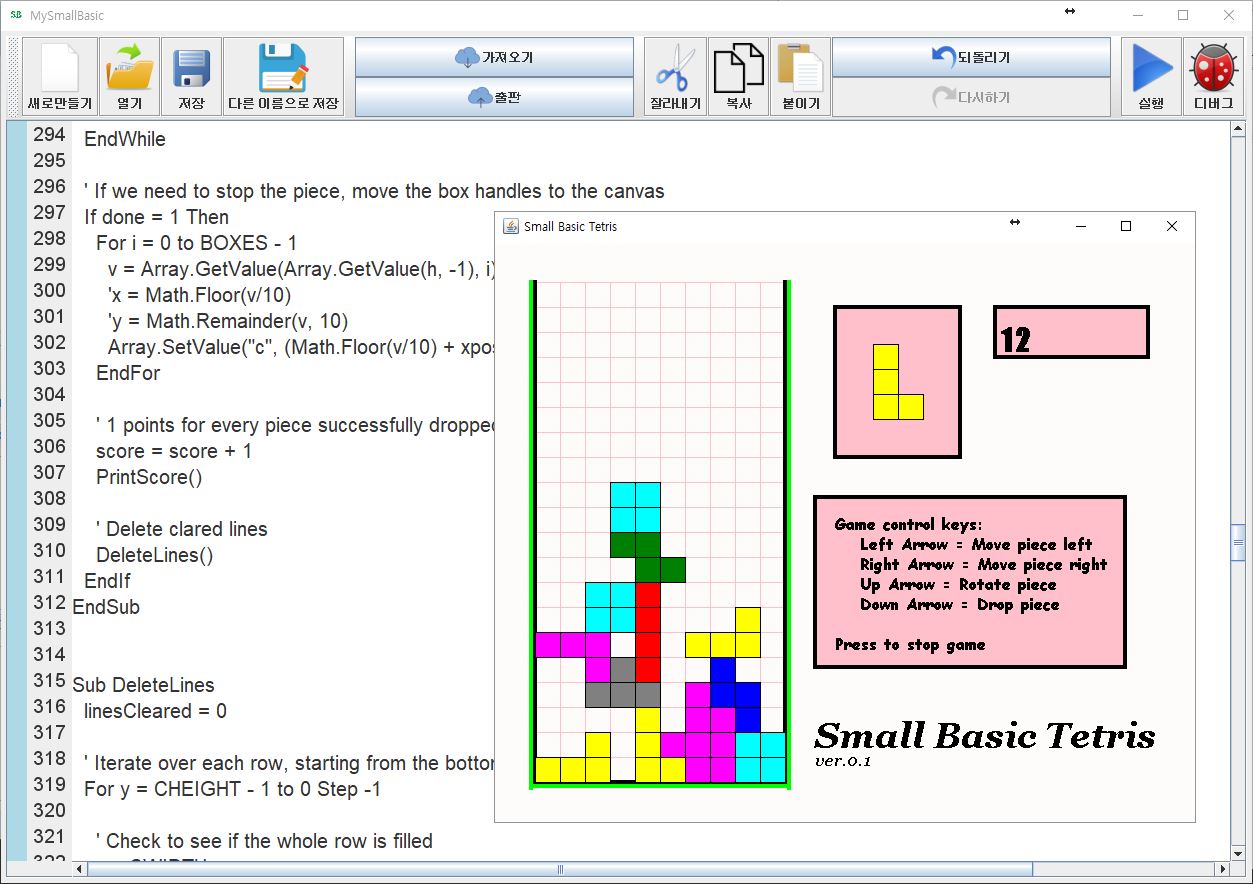 SB MySmallBasic
새로만들기
열기
저장
다른 이름으로 저장
가져오기
출판
잘라내기
복사
붙이기
되돌리기
다시하기
실행
디버그
294 EndWhile
295
296 ' If we need to stop the piece, move the box handles to the canvas
297 If done = 1 Then
298 For i = 0 to BOXES - 1
299 v = Array.GetValue(Array.GetValue(h, -1), i)
300 'x = Math.Floor(v/10)
301 'y = Math.Remainder(v, 10)
302 Array.SetValue("c", (Math.Floor(v/10) + xpos
303 EndFor
304
305 ' 1 points for every piece successfully dropped
306 score = score + 1
307 PrintScore()
308
309 ' Delete clared lines
310 DeleteLines()
311 EndIf
312 EndSub
313
314
315 Sub DeleteLines
316 linesCleared = 0
317
318 ' Iterate over each row, starting from the bottom
319 For y = CHEIGHT - 1 to 0 Step -1
320
321 ' Check to see if the whole row is filled
Small Basic Tetris
12
Game control keys:
Left Arrow = Move piece left
Right Arrow = Move piece right
Up Arrow = Rotate piece
Down Arrow = Drop piece
Press to stop game
Small Basic Tetris
ver.0.1